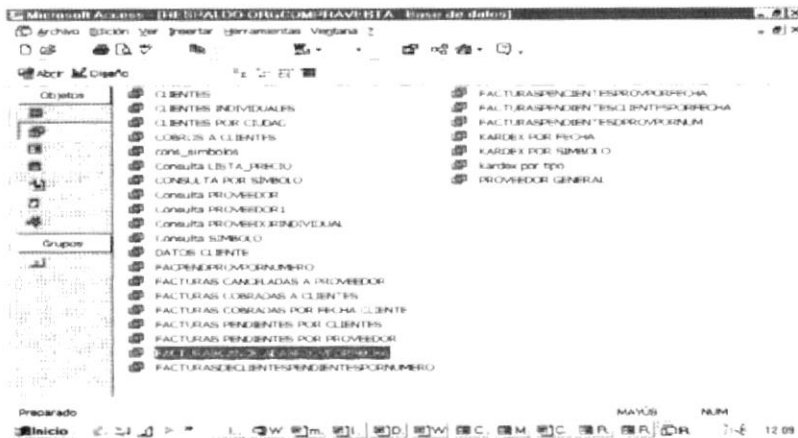 Microsoft Access - [RESPALDO ORGCOMPRAVENTA : Base de datos]
Archivo Edición Ver Insertar Herramientas Ventana ?
Abrir Diseño
Objetos
Grupos
CLIENTES
CLIENTES INDIVIDUALES
CLIENTES POR CIUDAD
COBROS A CLIENTES
cons_simbolos
Consulta LISTA_PRECIO
CONSULTA POR SIMBOLO
Consulta PROVEEDOR
Consulta PROVEEDOR1
Consulta PROVEEDORINDIVIDUAL
Consulta SIMBOLO
DATOS CLIENTE
FACPENDPROVPORNUMERO
FACTURAS CANCELADAS A PROVEEDOR
FACTURAS COBRADAS A CLIENTES
FACTURAS COBRADAS POR FECHA CLIENTE
FACTURAS PENDIENTES POR CLIENTES
FACTURAS PENDIENTES POR PROVEEDOR
FACTURASDECLIENTESPENDIENTESPORNUMERO
FACTURASPENDIENTESPROVPORFECHA
FACTURASPENDIENTESCLIENTESPORFECHA
FACTURASPENDIENTESDPROVPORNUM
KARDEX POR FECHA
KARDEX POR SIMBOLO
kardex por tipo
PROVEEDOR GENERAL
Preparado MAYÚS NUM
Inicio 12:09